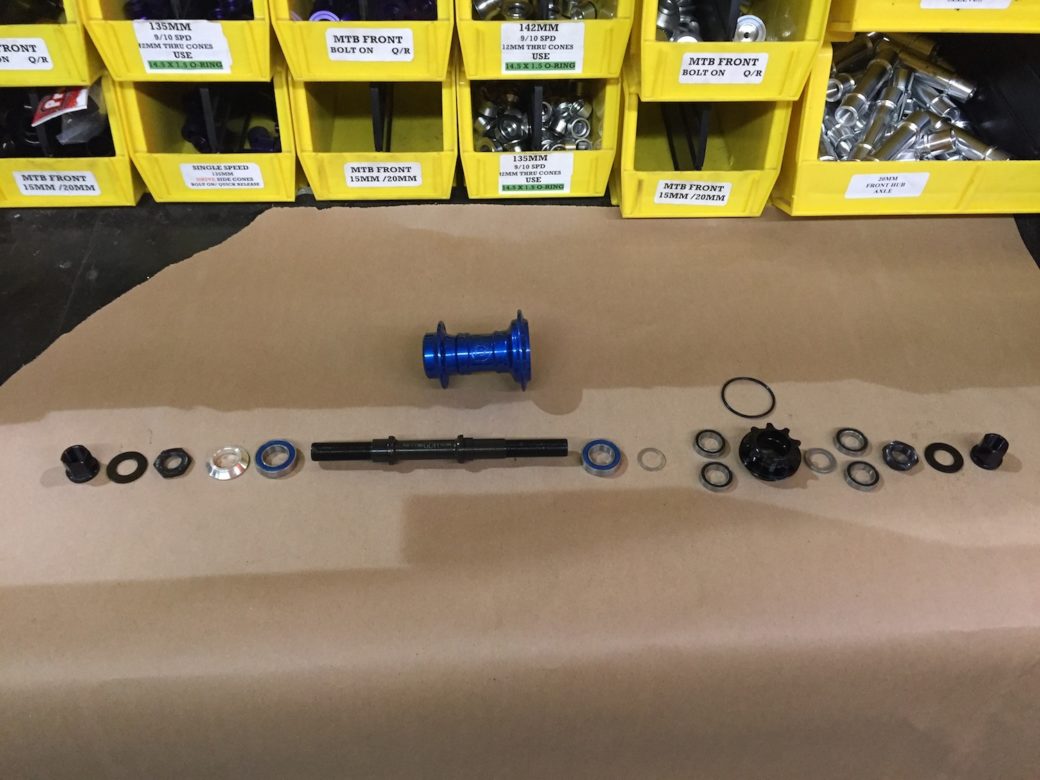 FRONT
Q/R
135MM
9/10 SPD
12MM THRU CONES
USE
14.5 X 1.5 O-RING
MTB FRONT
BOLT ON Q/R
142MM
9/10 SPD
12MM THRU CONES
USE
14.5 X 1.5 O-RING
MTB FRONT
BOLT ON Q/R
MTB FRONT
15MM /20MM
SINGLE SPEED
135MM
DRIVE SIDE CONES
BOLT ON/ QUICK RELEASE
MTB FRONT
15MM /20MM
135MM
9/10 SPD
12MM THRU CONES
USE
14.5 X 1.5 O-RING
MTB FRONT
15MM /20MM
20MM
FRONT HUB
AXLE